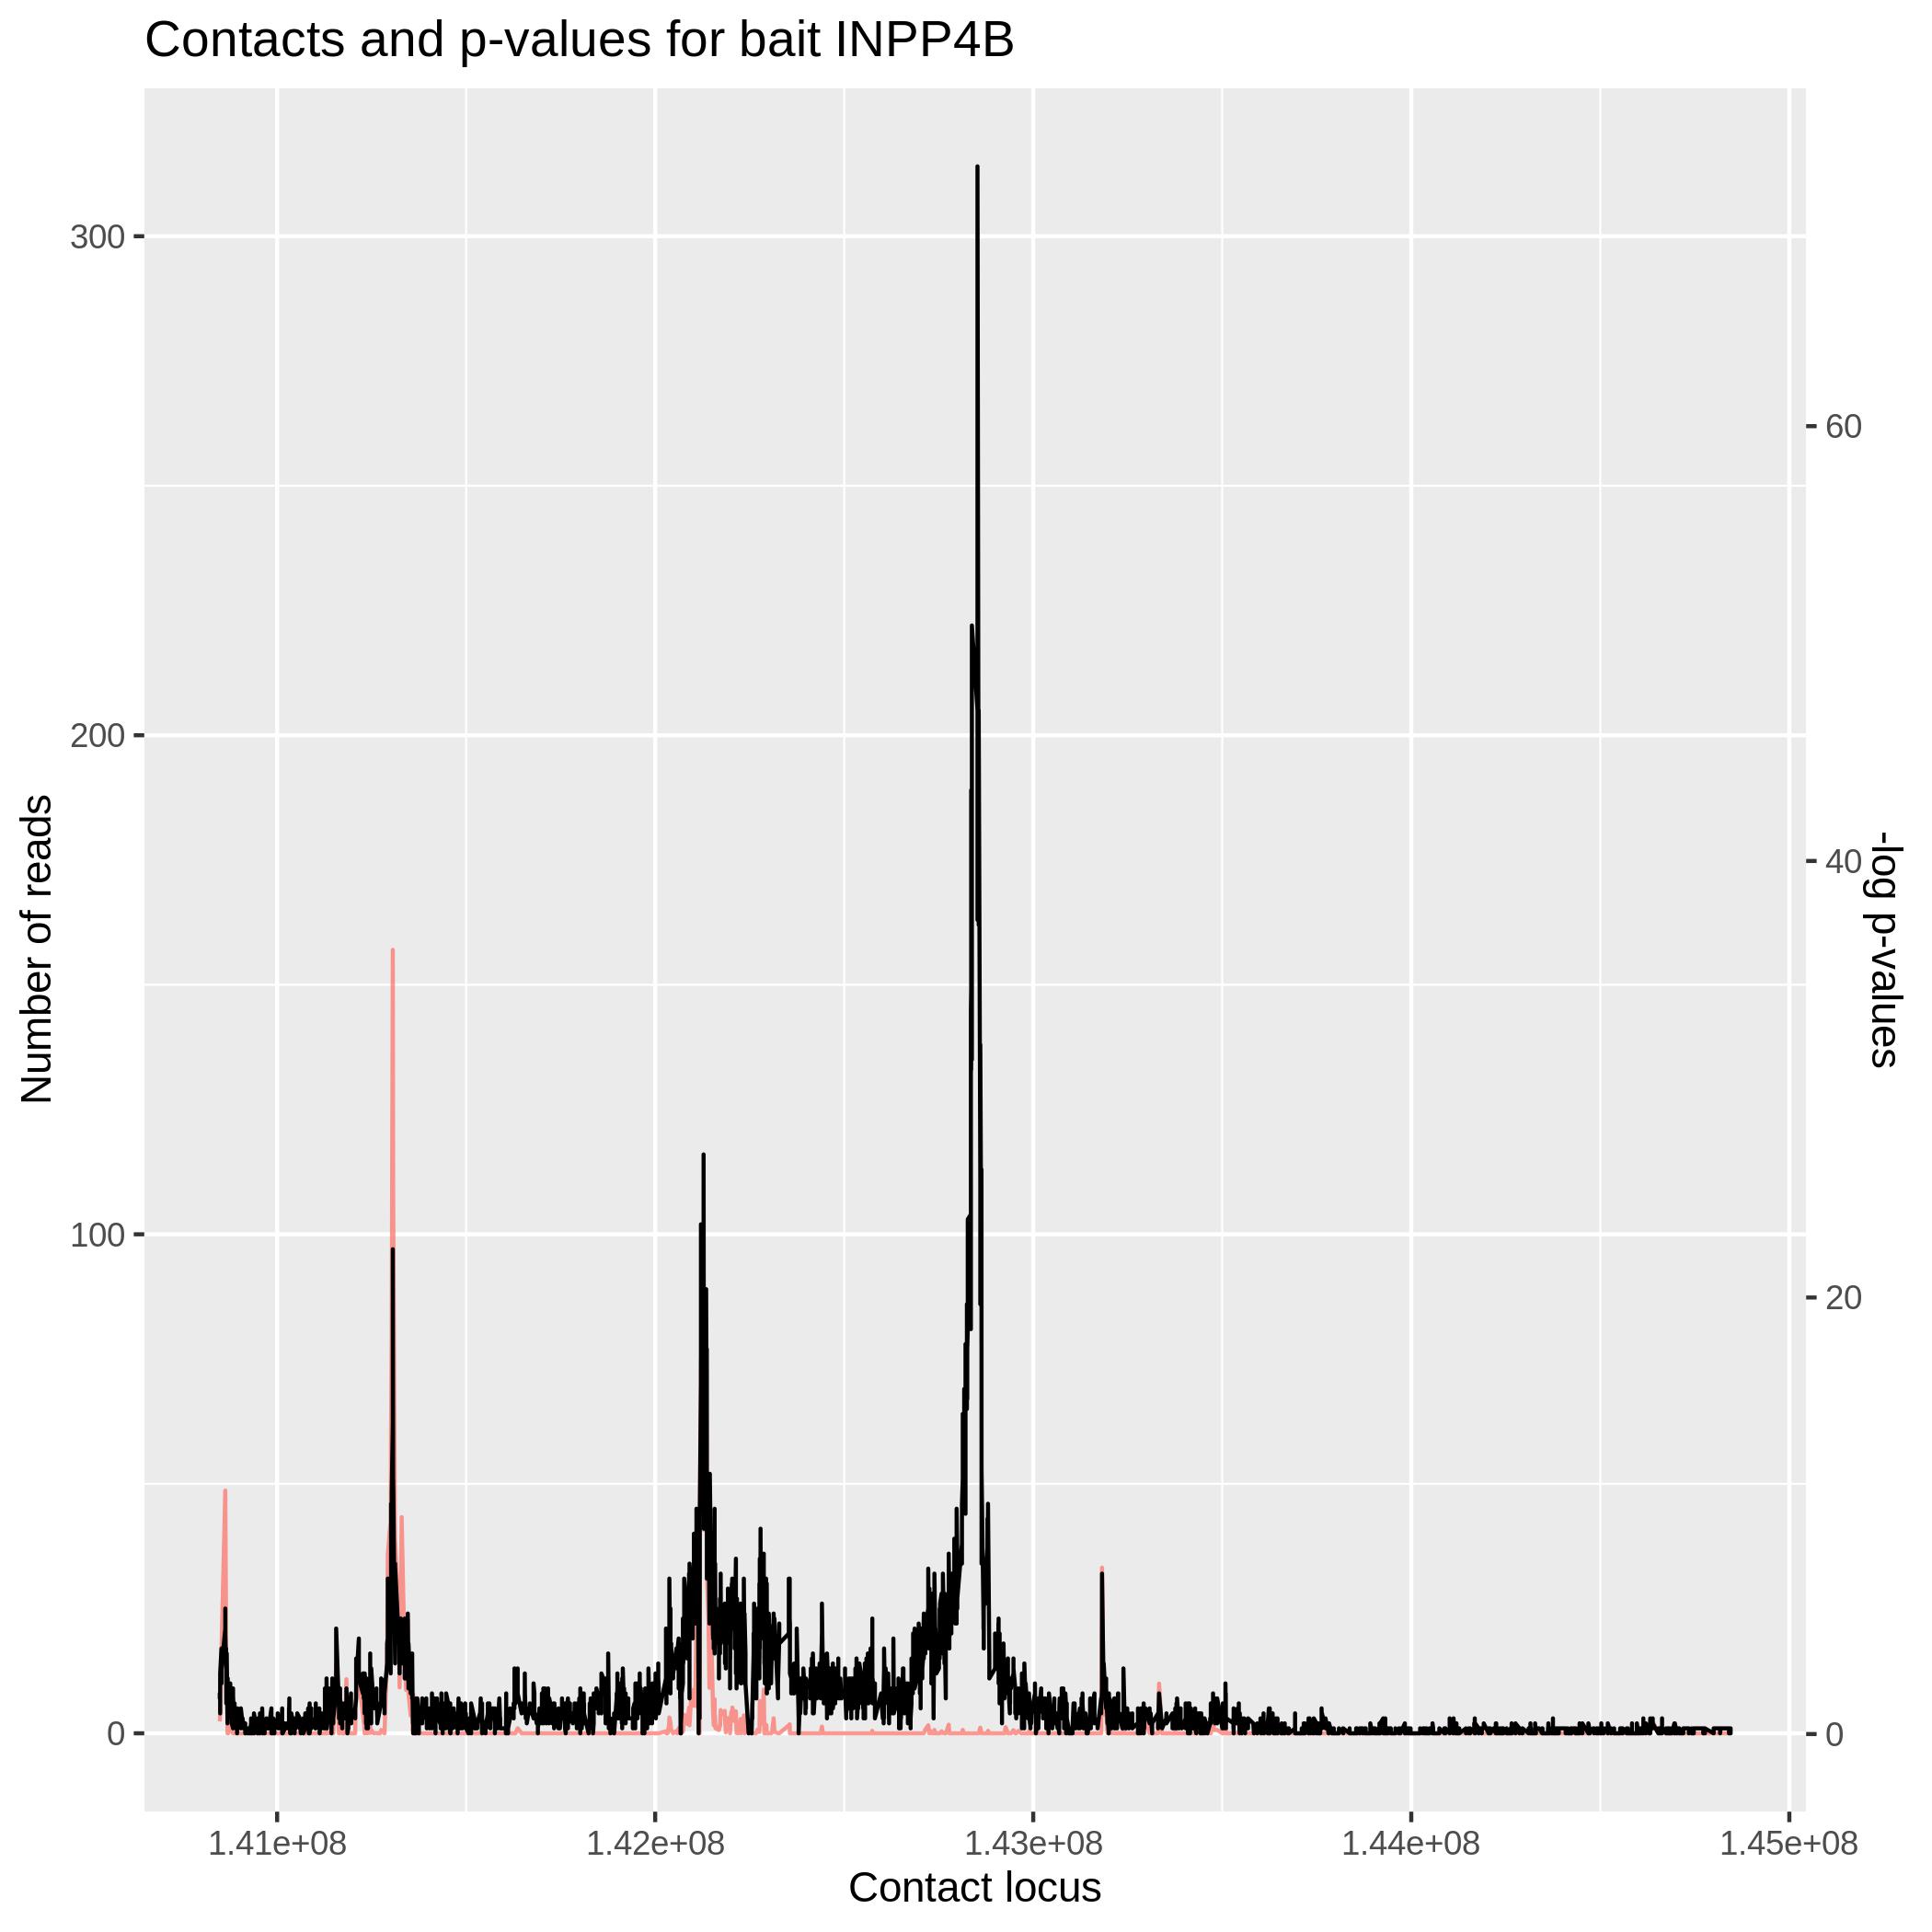 Contacts and p-values for bait INPP4B
300
200
100
0
Number of reads
60
40
20
0
-log p-values
1.41e+08
1.42e+08
1.43e+08
1.44e+08
1.45e+08
Contact locus